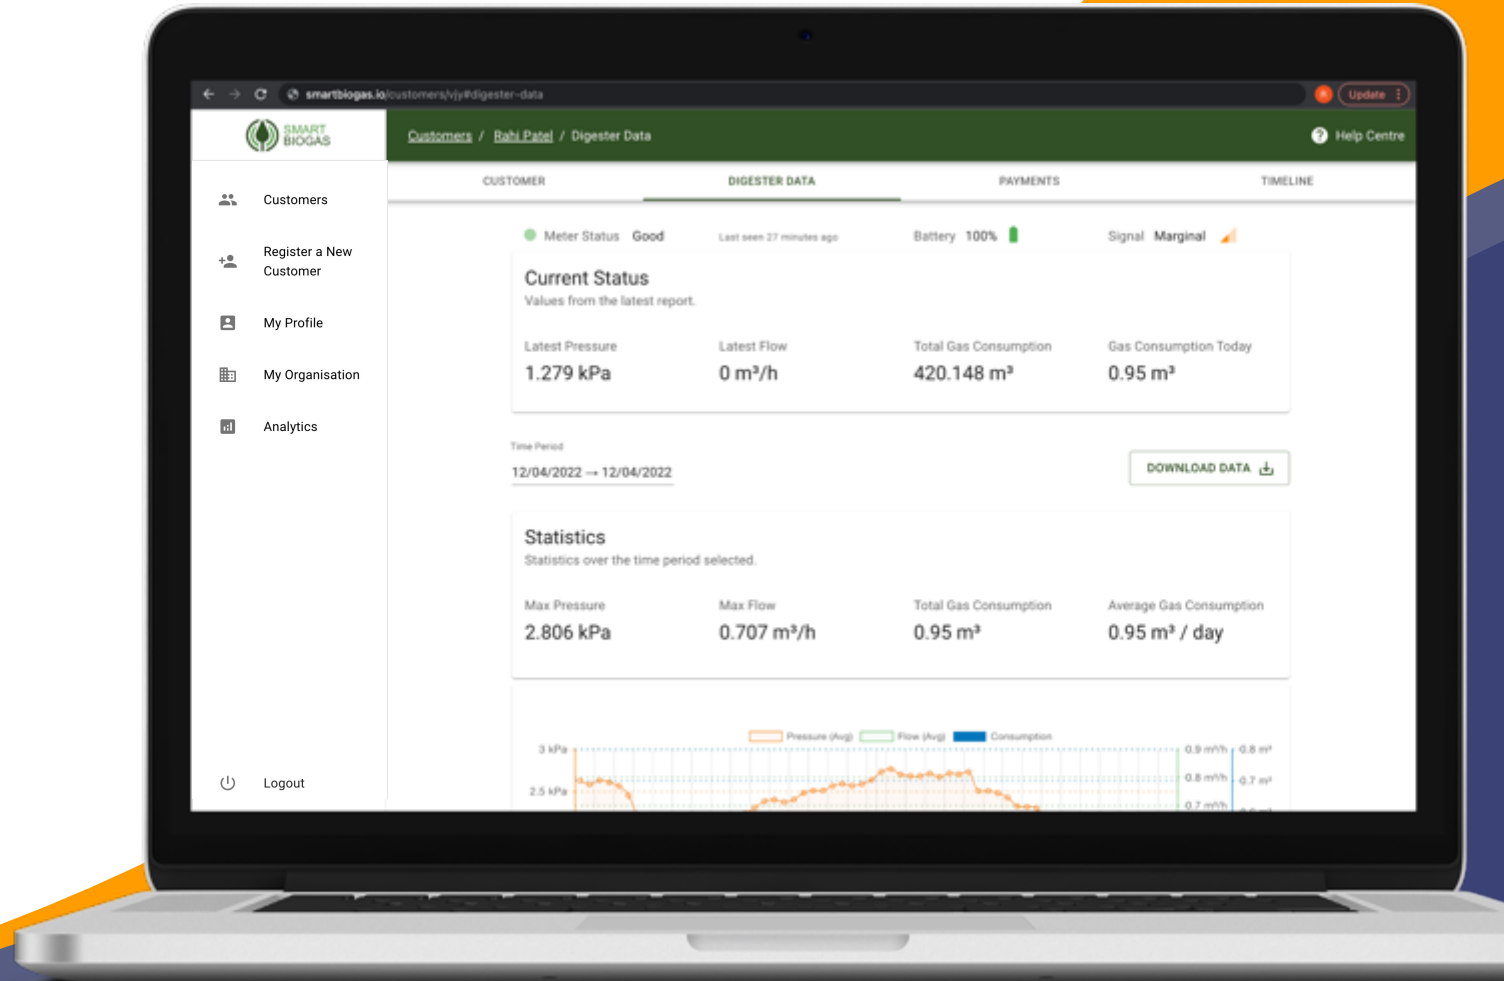 smartbiogas.io/customers/vjy#digester-data
Update
SMART
BIOGAS
Customers / Rahi Patel / Digester Data
Help Centre
Customers
Register a New
Customer
My Profile
My Organisation
Analytics
Logout
CUSTOMER
DIGESTER DATA
PAYMENTS
TIMELINE
Meter Status Good
Last seen 27 minutes ago
Battery 100%
Signal Marginal
Current Status
Values from the latest report.
Latest Pressure
1.279 kPa
Latest Flow
0 m³/h
Total Gas Consumption
420.148 m³
Gas Consumption Today
0.95 m³
Time Period
12/04/2022 → 12/04/2022
DOWNLOAD DATA
Statistics
Statistics over the time period selected.
Max Pressure
2.806 kPa
Max Flow
0.707 m³/h
Total Gas Consumption
0.95 m³
Average Gas Consumption
0.95 m³ / day
Pressure (Avg)
Flow (Avg)
Consumption
3 kPa
2.5 kPa
0.9 m³/h
0.8 m³/h
0.7 m³/h
0.8 m³
0.7 m³